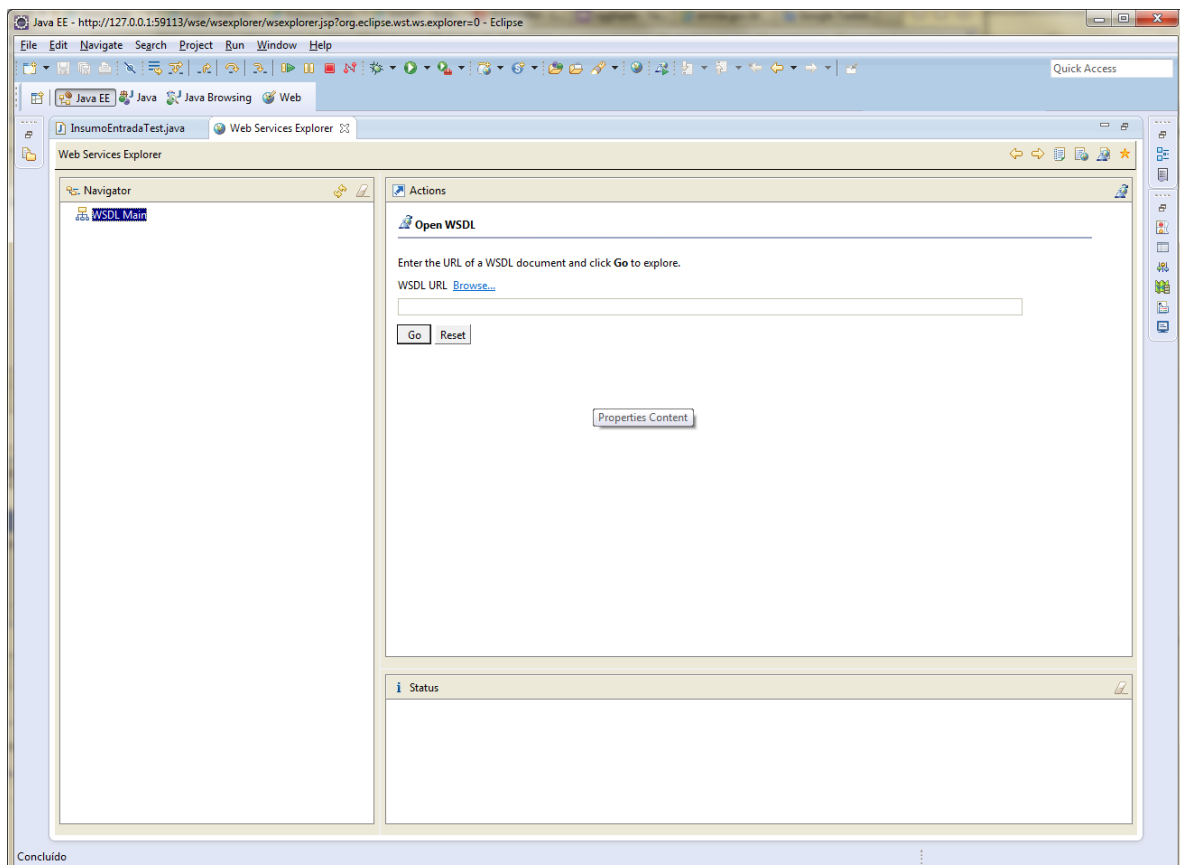 Java EE - http://127.0.0.1:59113/wse/wsexplorer/wsexplorer.jsp?org.eclipse.wst.ws.explorer=0 - Eclipse
File Edit Navigate Search Project Run Window Help
Quick Access
Java EE Java Java Browsing Web
InsumoEntradaTest.java Web Services Explorer
Web Services Explorer
Navigator
WSDL Main
Actions
Open WSDL
Enter the URL of a WSDL document and click Go to explore.
WSDL URL Browse...
Go Reset
Properties Content
Status
Concluído